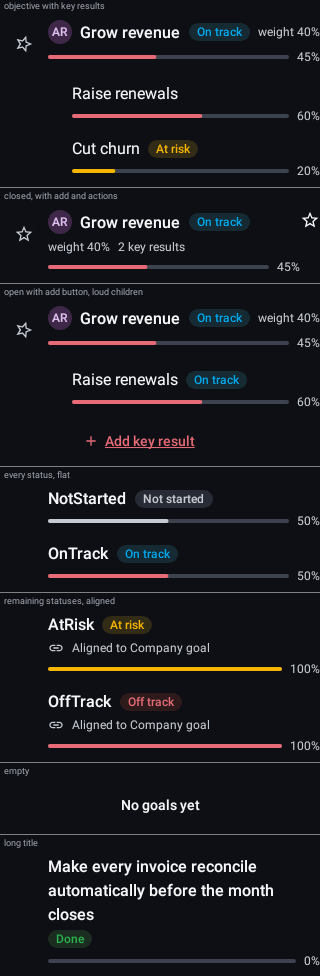 objective with key results
AR Grow revenue On track weight 40%
45%
Raise renewals
60%
Cut churn At risk
20%
closed, with add and actions
AR Grow revenue On track
weight 40% 2 key results
45%
open with add button, loud children
AR Grow revenue On track weight 40%
45%
Raise renewals On track
60%
+ Add key result
every status, flat
NotStarted Not started
50%
OnTrack On track
50%
remaining statuses, aligned
AtRisk At risk
Aligned to Company goal
100%
OffTrack Off track
Aligned to Company goal
100%
empty
No goals yet
long title
Make every invoice reconcile
automatically before the month
closes
Done
0%